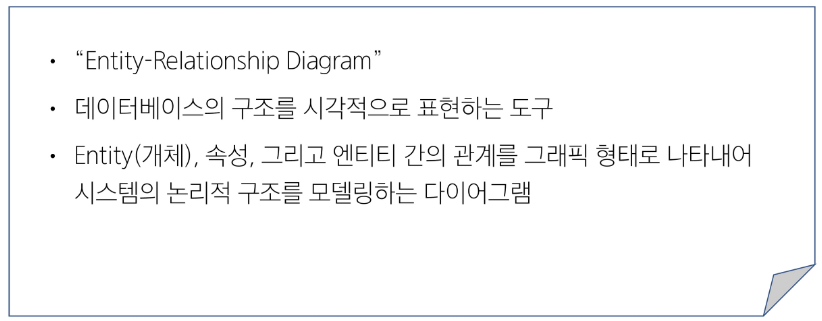 • “Entity-Relationship Diagram”
• 데이터베이스의 구조를 시각적으로 표현하는 도구
• Entity(개체), 속성, 그리고 엔티티 간의 관계를 그래픽 형태로 나타내어
시스템의 논리적 구조를 모델링하는 다이어그램